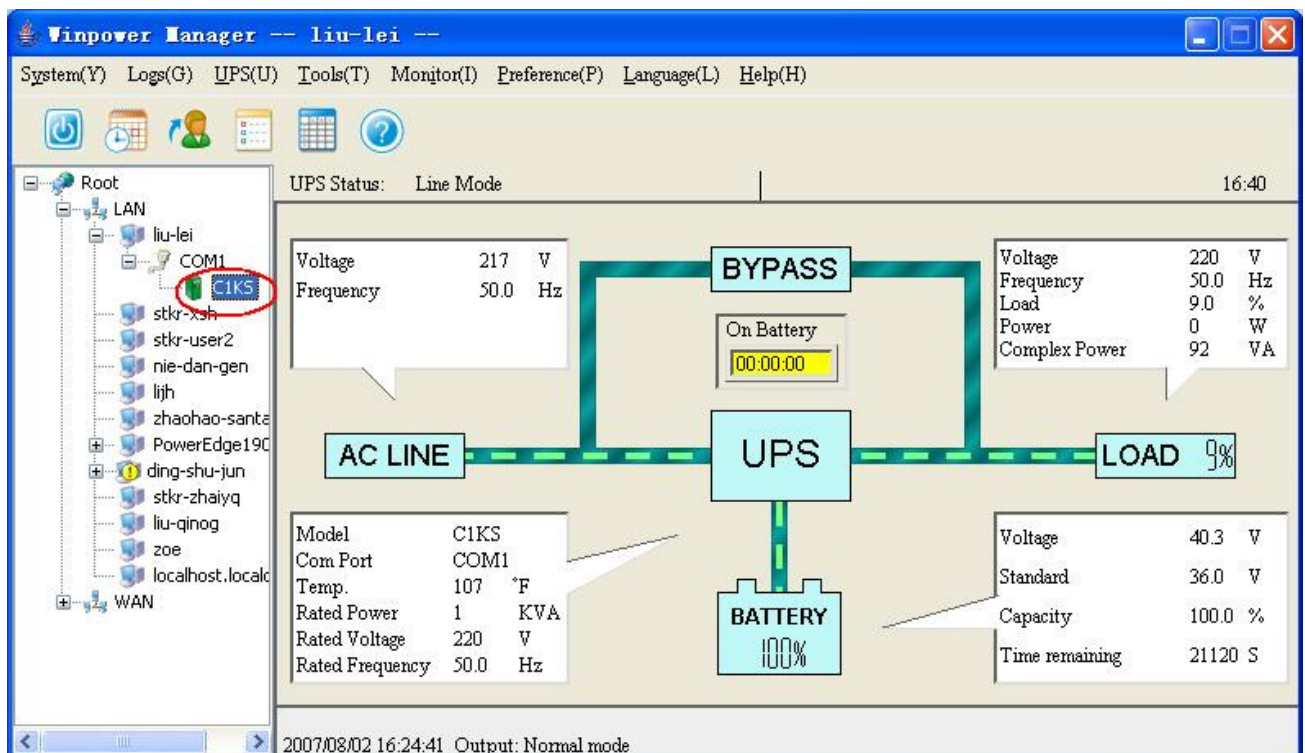 Winpower Manager -- liu-lei --
System(Y) Logs(G) UPS(U) Tools(T) Monitor(I) Preference(P) Language(L) Help(H)
Root
LAN
liu-lei
COM1
C1KS
stkr-xsh
stkr-user2
nie-dan-gen
lijh
zhaohao-santa
PowerEdge190
ding-shu-jun
stkr-zhaiyq
liu-qinog
zoe
localhost.locald
WAN
UPS Status: Line Mode 16:40
Voltage 217 V
Frequency 50.0 Hz
BYPASS
On Battery
00:00:00
Voltage 220 V
Frequency 50.0 Hz
Load 9.0 %
Power 0 W
Complex Power 92 VA
AC LINE
UPS
LOAD 9%
Model C1KS
Com Port COM1
Temp. 107 °F
Rated Power 1 KVA
Rated Voltage 220 V
Rated Frequency 50.0 Hz
BATTERY
100%
Voltage 40.3 V
Standard 36.0 V
Capacity 100.0 %
Time remaining 21120 S
2007/08/02 16:24:41 Output: Normal mode